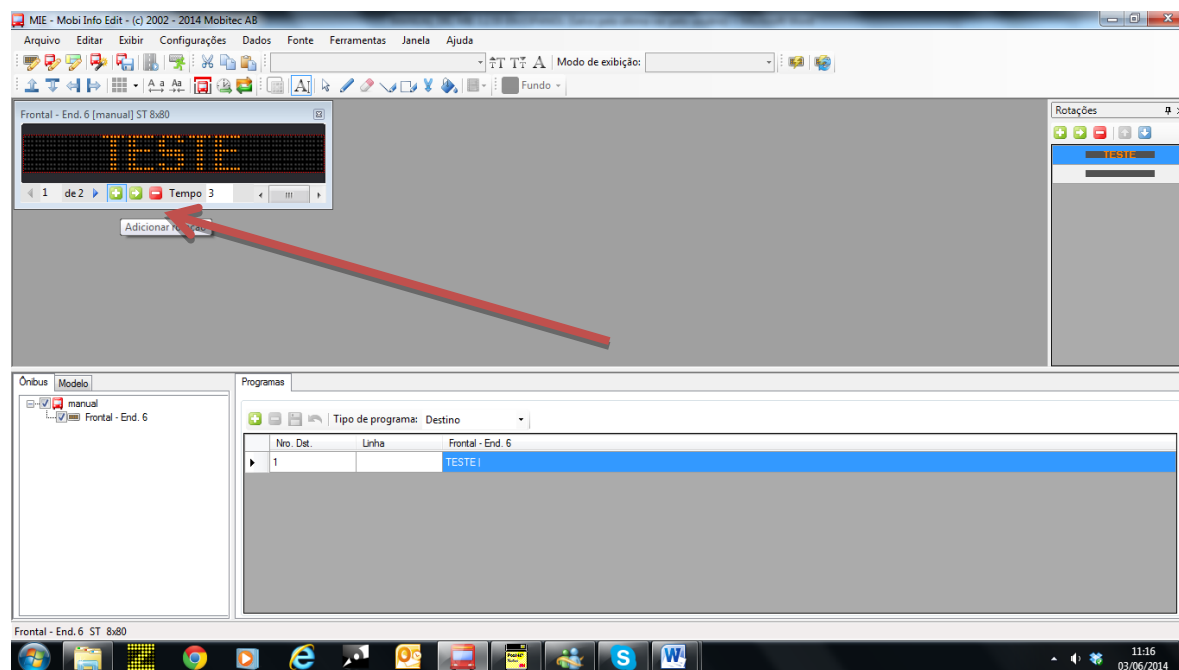 MIE - Mobi Info Edit - (c) 2002 - 2014 Mobitec AB
Arquivo Editar Exibir Configurações Dados Fonte Ferramentas Janela Ajuda
Modo de exibição:
Fundo
Frontal - End. 6 [manual] ST 8x80
TESTE
1 de 2 Tempo 3
Adicionar
Rotações
TESTE
Ônibus Modelo
manual
Frontal - End. 6
Programas
Tipo de programa: Destino
Nro. Dst. Linha Frontal - End. 6
1 TESTE |
Frontal - End. 6 ST 8x80
11:16
03/06/2014